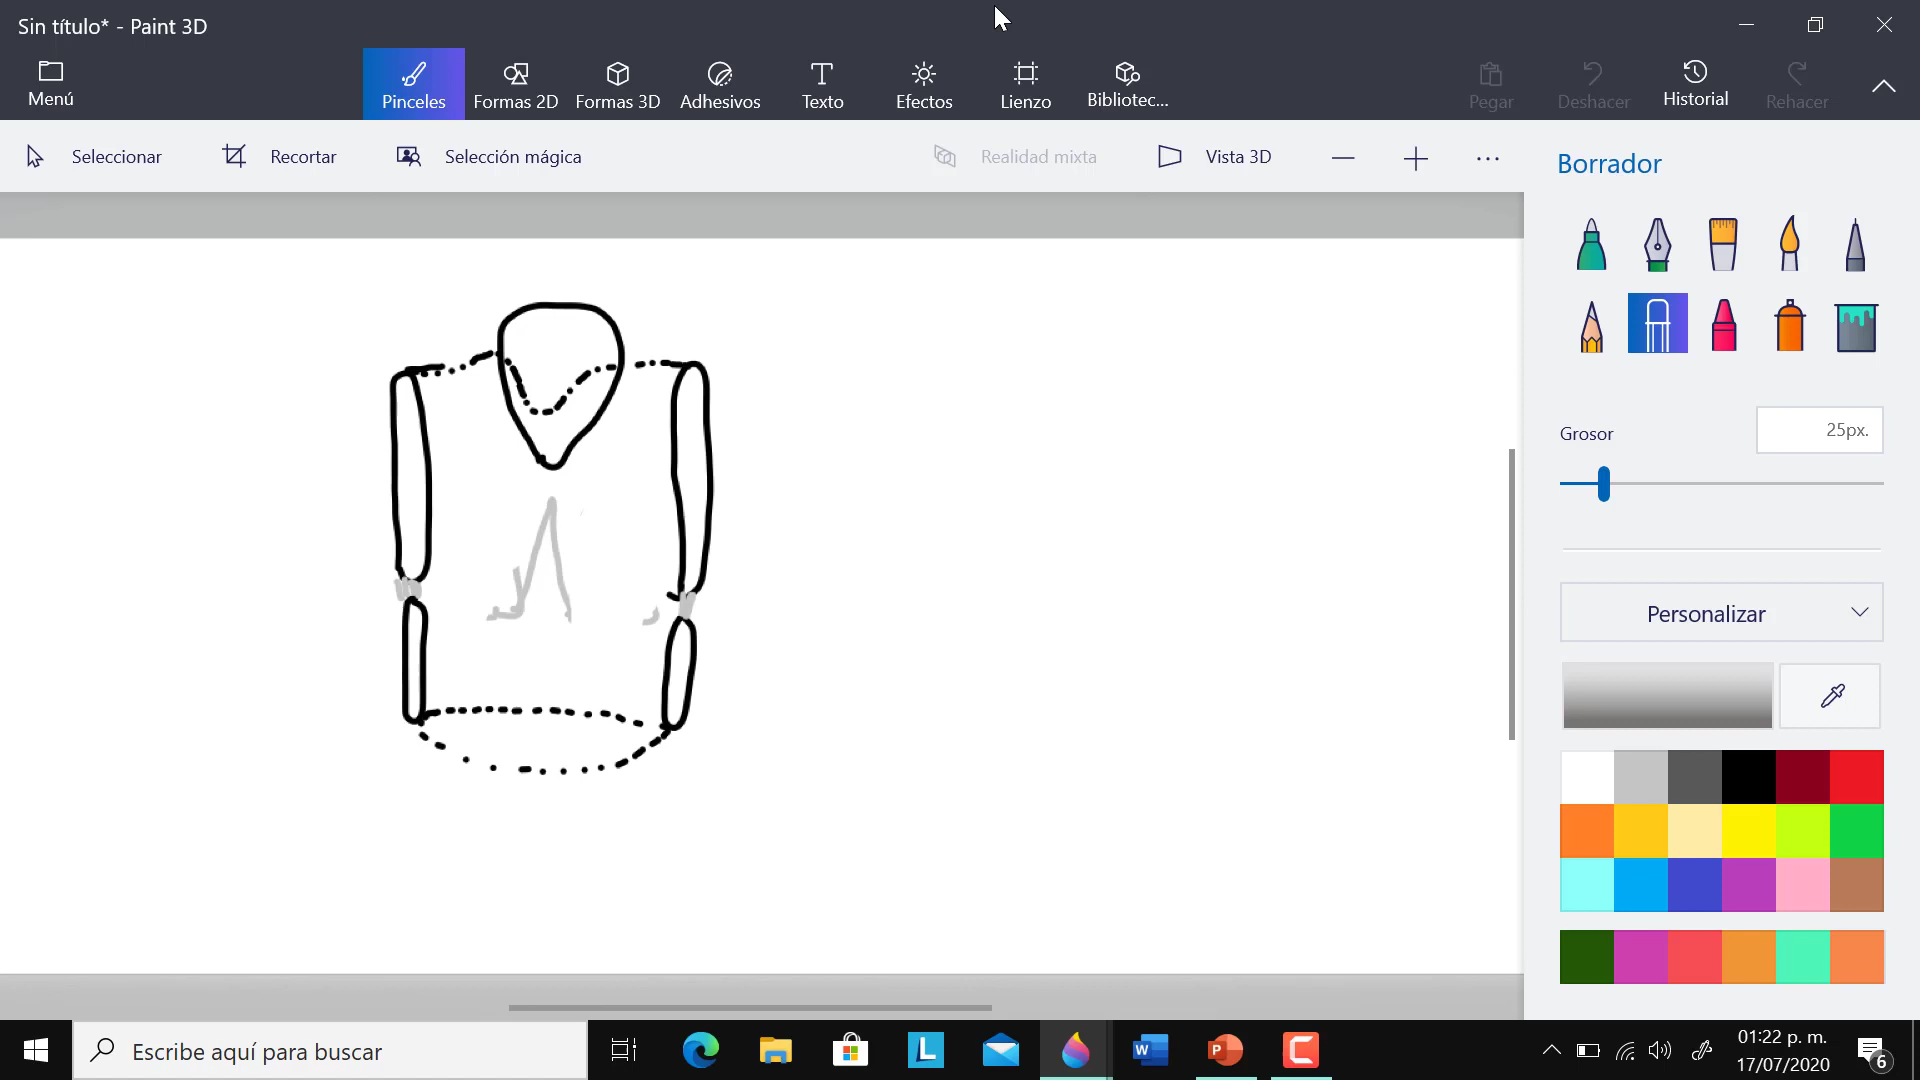 Sin título* - Paint 3D
Menú
Pinceles
Formas 2D
Formas 3D
Adhesivos
Texto
Efectos
Lienzo
Bibliotec...
Pegar
Deshacer
Historial
Rehacer
Seleccionar
Recortar
Selección mágica
Realidad mixta
Vista 3D
Borrador
Grosor
25px.
Personalizar
Escribe aquí para buscar
01:22 p. m.
17/07/2020
6